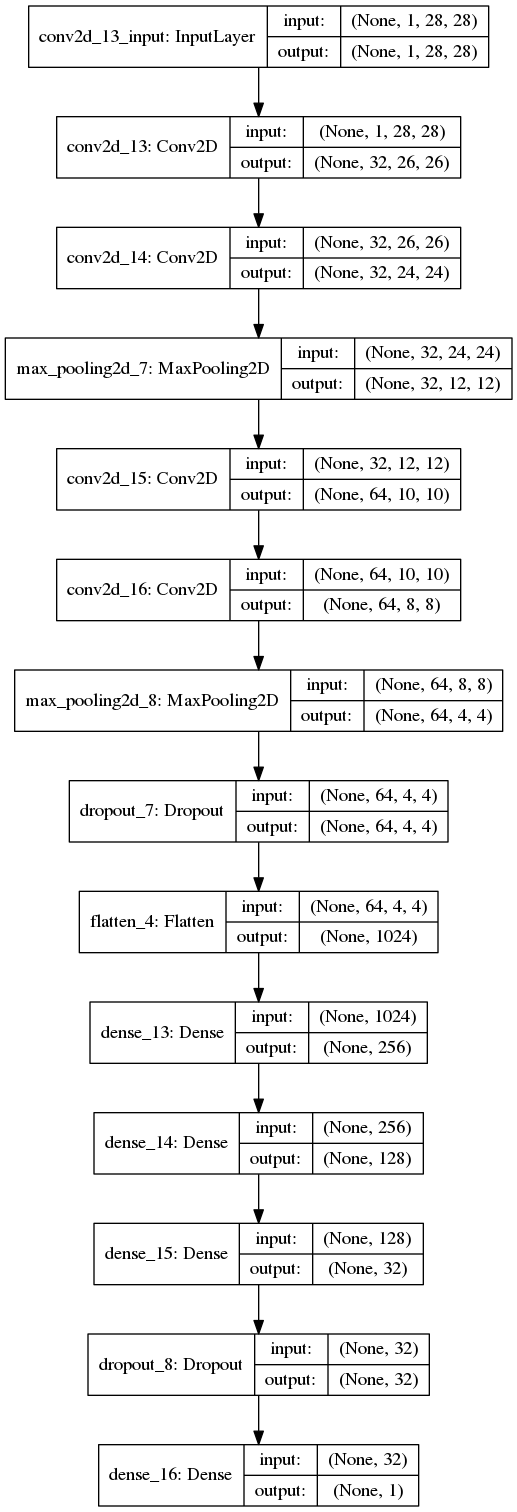 conv2d_13_input: InputLayer
input: (None, 1, 28, 28)
output: (None, 1, 28, 28)
conv2d_13: Conv2D
input: (None, 1, 28, 28)
output: (None, 32, 26, 26)
conv2d_14: Conv2D
input: (None, 32, 26, 26)
output: (None, 32, 24, 24)
max_pooling2d_7: MaxPooling2D
input: (None, 32, 24, 24)
output: (None, 32, 12, 12)
conv2d_15: Conv2D
input: (None, 32, 12, 12)
output: (None, 64, 10, 10)
conv2d_16: Conv2D
input: (None, 64, 10, 10)
output: (None, 64, 8, 8)
max_pooling2d_8: MaxPooling2D
input: (None, 64, 8, 8)
output: (None, 64, 4, 4)
dropout_7: Dropout
input: (None, 64, 4, 4)
output: (None, 64, 4, 4)
flatten_4: Flatten
input: (None, 64, 4, 4)
output: (None, 1024)
dense_13: Dense
input: (None, 1024)
output: (None, 256)
dense_14: Dense
input: (None, 256)
output: (None, 128)
dense_15: Dense
input: (None, 128)
output: (None, 32)
dropout_8: Dropout
input: (None, 32)
output: (None, 32)
dense_16: Dense
input: (None, 32)
output: (None, 1)